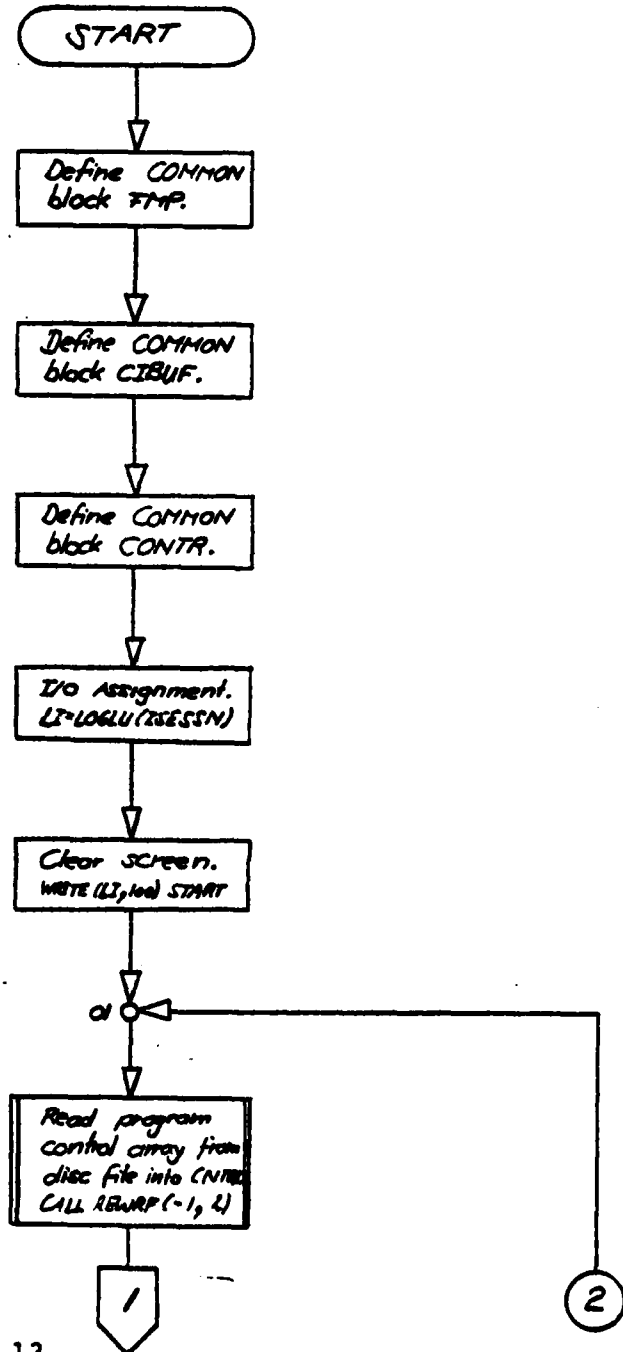 START
Define COMMON
block FMP.
Define COMMON
block CIBUF.
Define COMMON
block CONTR.
I/O Assignment.
LI=LOGLU(ISESSN)
Clear screen.
WRITE (LI,100) START
01
Read program
control array from
disc file into
CALL REWRF (-1, 2)
1
2
12